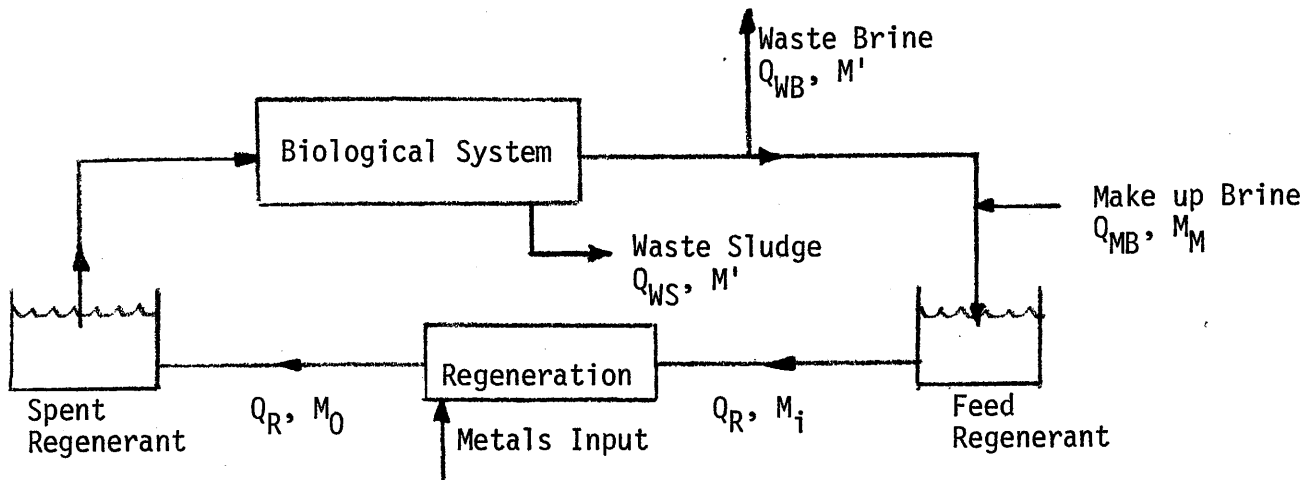 Waste Brine
Q_WB, M'
Biological System
Make up Brine
Q_MB, M_M
Waste Sludge
Q_WS, M'
Regeneration
Spent
Regenerant
Q_R, M_O
Metals Input
Q_R, M_i
Feed
Regenerant